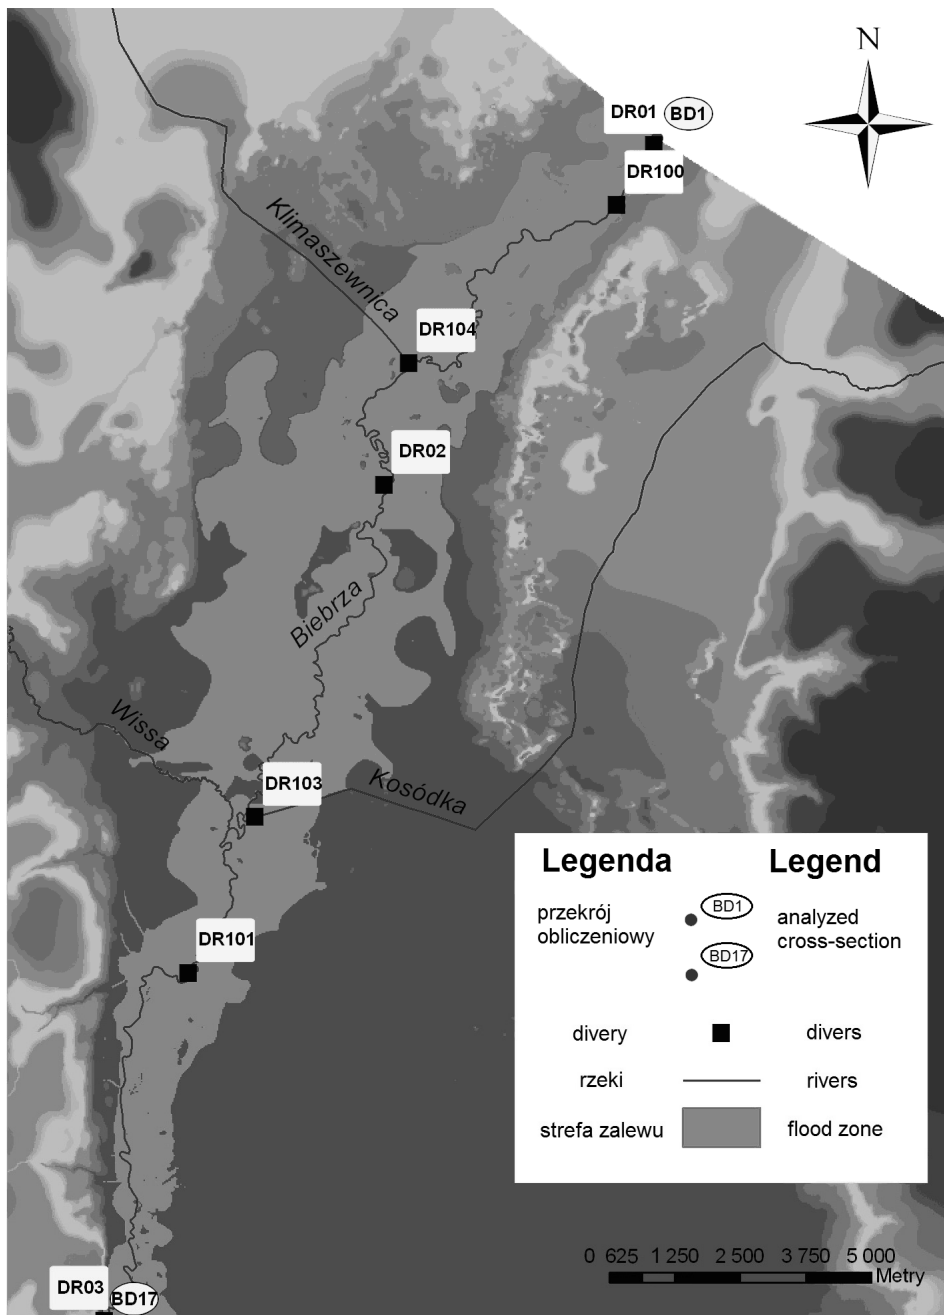 N
DR01 BD1
DR100
Klimaszewnica
DR104
DR02
Biebrza
Wissa
DR103
Kosódka
DR101
DR03
BD17
Legenda Legend
przekrój
obliczeniowy
BD1
BD17
analyzed
cross-section
divery divers
rzeki rivers
strefa zalewu flood zone
0 625 1 250 2 500 3 750 5 000
Metry